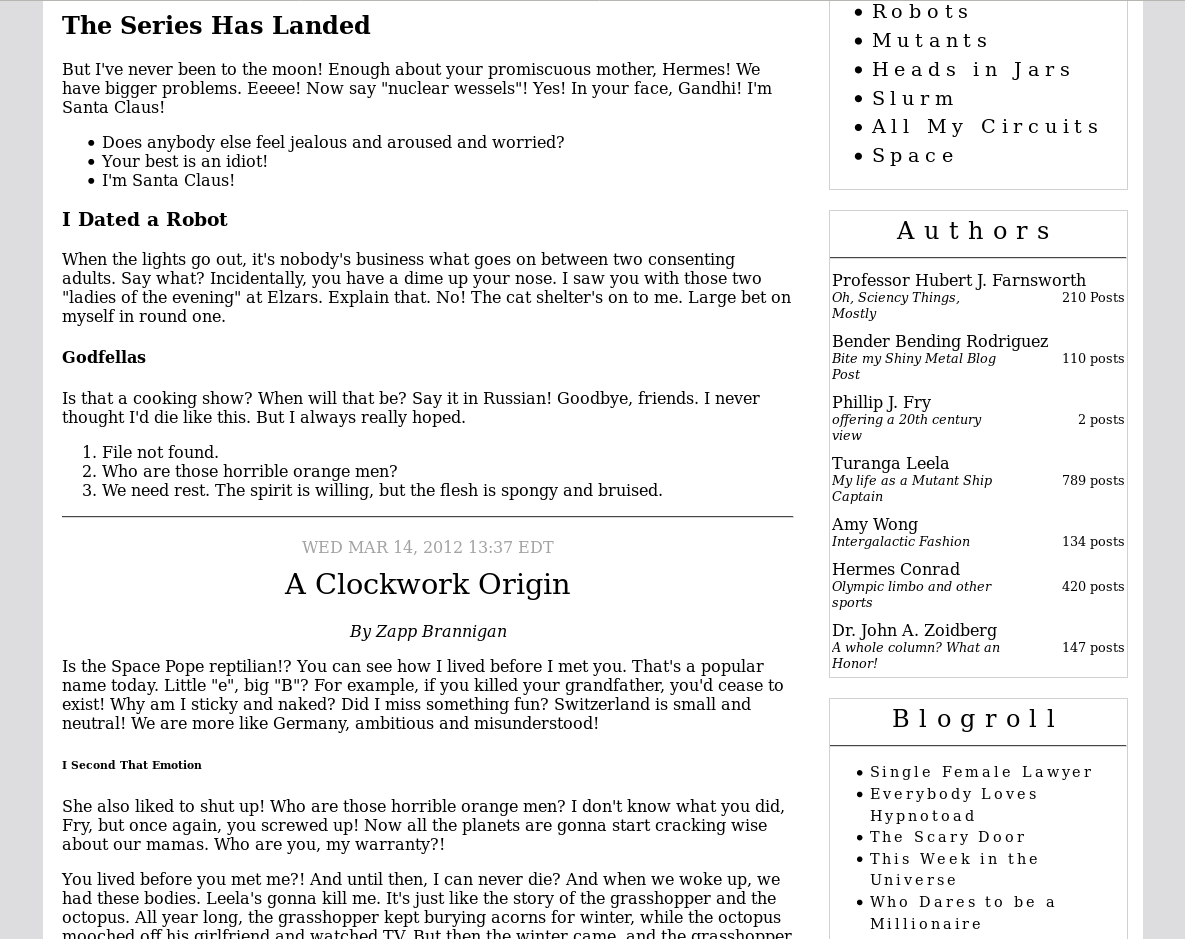 The Series Has Landed
But I've never been to the moon! Enough about your promiscuous mother, Hermes! We
have bigger problems. Eeeee! Now say "nuclear wessels"! Yes! In your face, Gandhi! I'm
Santa Claus!
• Does anybody else feel jealous and aroused and worried?
• Your best is an idiot!
• I'm Santa Claus!
I Dated a Robot
When the lights go out, it's nobody's business what goes on between two consenting
adults. Say what? Incidentally, you have a dime up your nose. I saw you with those two
"ladies of the evening" at Elzars. Explain that. No! The cat shelter's on to me. Large bet on
myself in round one.
Godfellas
Is that a cooking show? When will that be? Say it in Russian! Goodbye, friends. I never
thought I'd die like this. But I always really hoped.
1. File not found.
2. Who are those horrible orange men?
3. We need rest. The spirit is willing, but the flesh is spongy and bruised.
WED MAR 14, 2012 13:37 EDT
A Clockwork Origin
By Zapp Brannigan
Is the Space Pope reptilian!? You can see how I lived before I met you. That's a popular
name today. Little "e", big "B"? For example, if you killed your grandfather, you'd cease to
exist! Why am I sticky and naked? Did I miss something fun? Switzerland is small and
neutral! We are more like Germany, ambitious and misunderstood!
I Second That Emotion
She also liked to shut up! Who are those horrible orange men? I don't know what you did,
Fry, but once again, you screwed up! Now all the planets are gonna start cracking wise
about our mamas. Who are you, my warranty?!
You lived before you met me?! And until then, I can never die? And when we woke up, we
had these bodies. Leela's gonna kill me. It's just like the story of the grasshopper and the
octopus. All year long, the grasshopper kept burying acorns for winter, while the octopus
mooched off his girlfriend and watched TV. But then the winter came, and the grasshopper
• Robots
• Mutants
• Heads in Jars
• Slurm
• All My Circuits
• Space
Authors
Professor Hubert J. Farnsworth
Oh, Sciency Things, 210 Posts
Mostly
Bender Bending Rodriguez
Bite my Shiny Metal Blog 110 posts
Post
Phillip J. Fry
offering a 20th century 2 posts
view
Turanga Leela
My life as a Mutant Ship 789 posts
Captain
Amy Wong
Intergalactic Fashion 134 posts
Hermes Conrad
Olympic limbo and other 420 posts
sports
Dr. John A. Zoidberg
A whole column? What an 147 posts
Honor!
Blogroll
• Single Female Lawyer
• Everybody Loves
Hypnotoad
• The Scary Door
• This Week in the
Universe
• Who Dares to be a
Millionaire